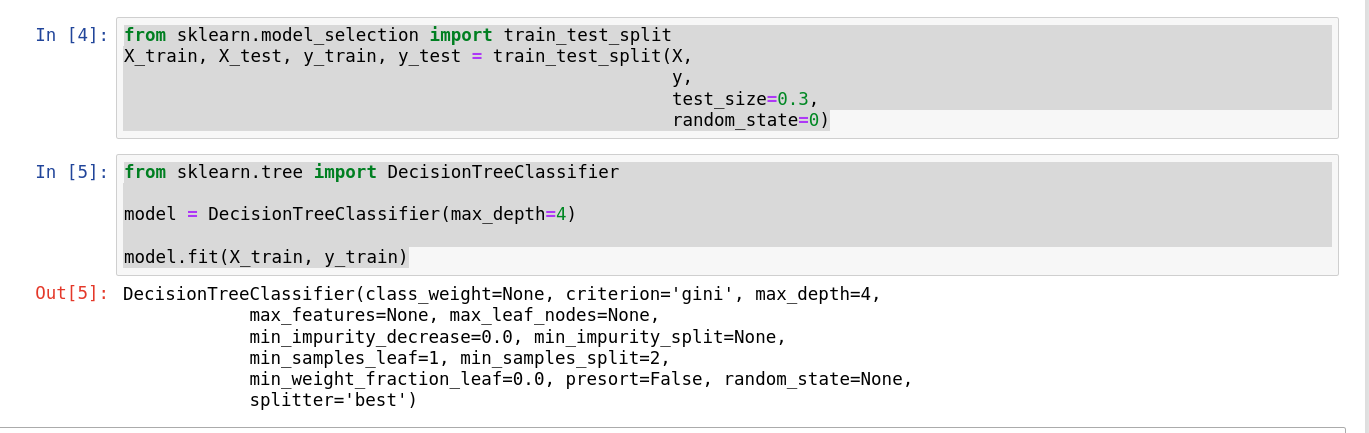 In [4]: from sklearn.model_selection import train_test_split
X_train, X_test, y_train, y_test = train_test_split(X,
y,
test_size=0.3,
random_state=0)
In [5]: from sklearn.tree import DecisionTreeClassifier
model = DecisionTreeClassifier(max_depth=4)
model.fit(X_train, y_train)
Out[5]: DecisionTreeClassifier(class_weight=None, criterion='gini', max_depth=4,
max_features=None, max_leaf_nodes=None,
min_impurity_decrease=0.0, min_impurity_split=None,
min_samples_leaf=1, min_samples_split=2,
min_weight_fraction_leaf=0.0, presort=False, random_state=None,
splitter='best')